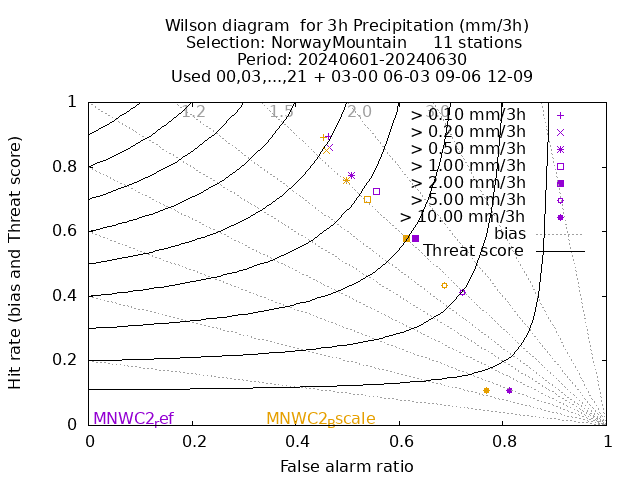 Wilson diagram  for 3h Precipitation (mm/3h)
Selection: NorwayMountain     11 stations
Period: 20240601-20240630
Used 00,03,...,21 + 03-00 06-03 09-06 12-09
Hit rate (bias and Threat score)
1
0.8
0.6
0.4
0.2
0
1.2 1.5 2.0 3.0
> 0.10 mm/3h
> 0.20 mm/3h
> 0.50 mm/3h
> 1.00 mm/3h
> 2.00 mm/3h
> 5.00 mm/3h
> 10.00 mm/3h
bias
Threat score
MNWC2ref MNWC2Bscale
0 0.2 0.4 0.6 0.8 1
False alarm ratio